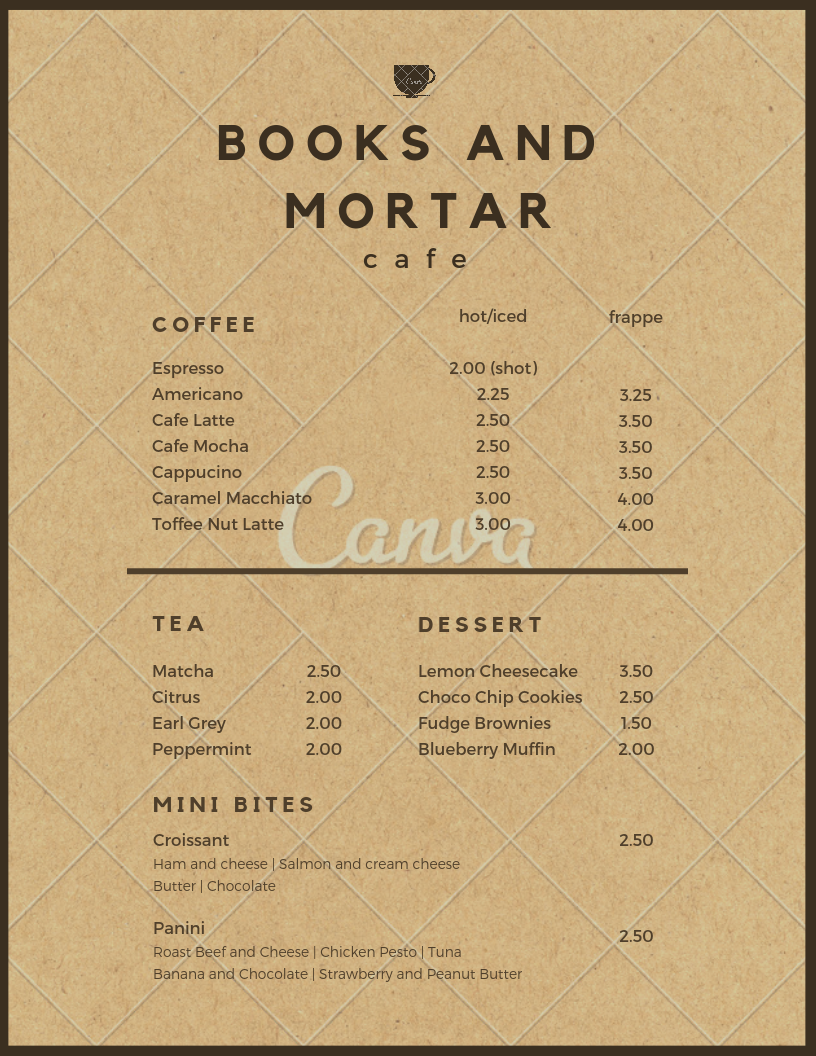 BOOKS AND
MORTAR
cafe
COFFEE hot/iced frappe
Espresso 2.00 (shot)
Americano 2.25 3.25
Cafe Latte 2.50 3.50
Cafe Mocha 2.50 3.50
Cappucino 2.50 3.50
Caramel Macchiato 3.00 4.00
Toffee Nut Latte 3.00 4.00
Canva
TEA
Matcha 2.50
Citrus 2.00
Earl Grey 2.00
Peppermint 2.00
DESSERT
Lemon Cheesecake 3.50
Choco Chip Cookies 2.50
Fudge Brownies 1.50
Blueberry Muffin 2.00
MINI BITES
Croissant 2.50
Ham and cheese | Salmon and cream cheese
Butter | Chocolate
Panini 2.50
Roast Beef and Cheese | Chicken Pesto | Tuna
Banana and Chocolate | Strawberry and Peanut Butter